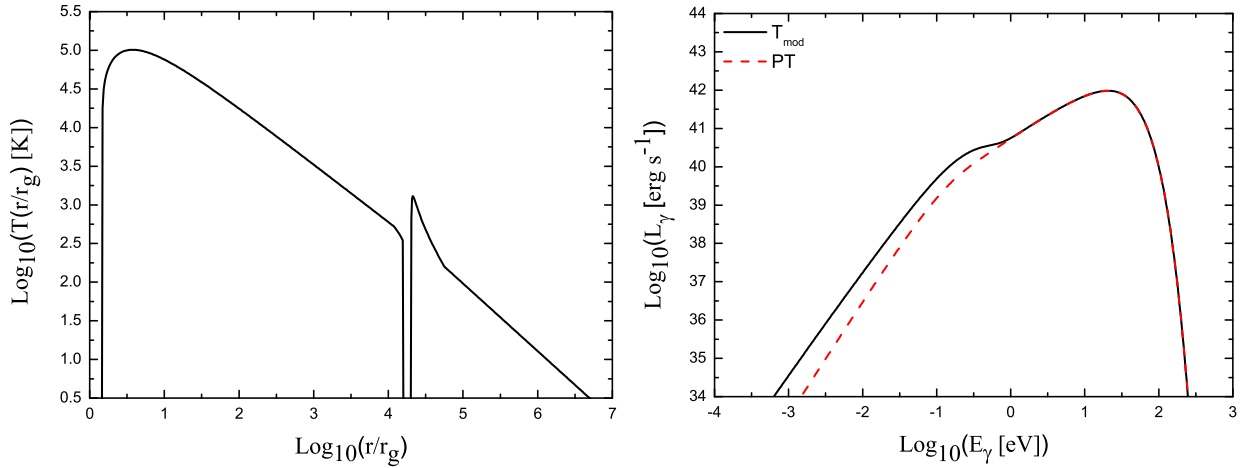 Log10(T(r/rg) [K])
5.0
4.5
4.0
3.5
3.0
2.5
2.0
1.5
1.0
0.5
0 1 2 3 4 5 6 7
Log10(r/rg)
Log10(Lγ [erg s-1])
44
43
42
41
40
39
38
37
36
35
34
Tmod
PT
-4 -3 -2 -1 0 1 2 3
Log10(Eγ [eV])